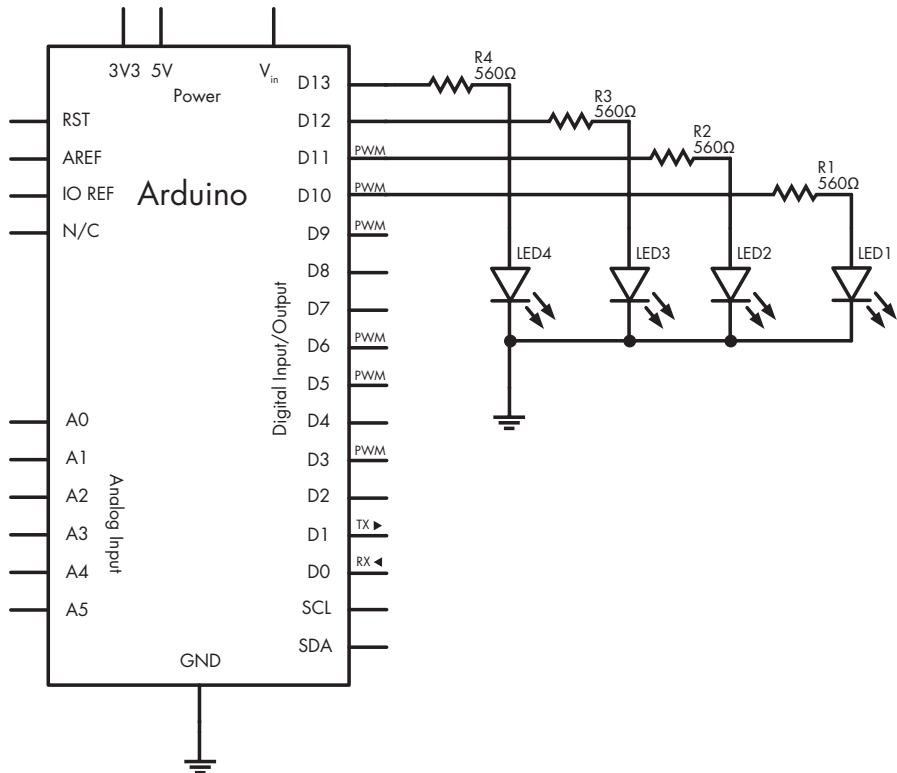 3V3 5V Vin
Power
RST
AREF
IO REF
N/C
Arduino
A0
A1
A2
A3
A4
A5
Analog Input
Digital Input/Output
D13
D12
D11 PWM
D10 PWM
D9 PWM
D8
D7
D6 PWM
D5 PWM
D4
D3 PWM
D2
D1 TX ▶
D0 RX ◀
SCL
SDA
GND
R4
560Ω
R3
560Ω
R2
560Ω
R1
560Ω
LED4
LED3
LED2
LED1